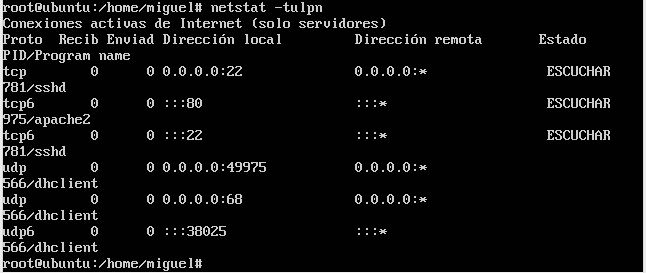 root@ubuntu:/home/miguel# netstat -tulpn
Conexiones activas de Internet (solo servidores)
Proto  Recib Enviad Dirección local         Dirección remota       Estado
PID/Program name
tcp        0      0 0.0.0.0:22              0.0.0.0:*               ESCUCHAR
781/sshd
tcp6       0      0 :::80                   :::*                    ESCUCHAR
975/apache2
tcp6       0      0 :::22                   :::*                    ESCUCHAR
781/sshd
udp        0      0 0.0.0.0:49975           0.0.0.0:*
566/dhclient
udp        0      0 0.0.0.0:68              0.0.0.0:*
566/dhclient
udp6       0      0 :::38025                :::*
566/dhclient
root@ubuntu:/home/miguel#